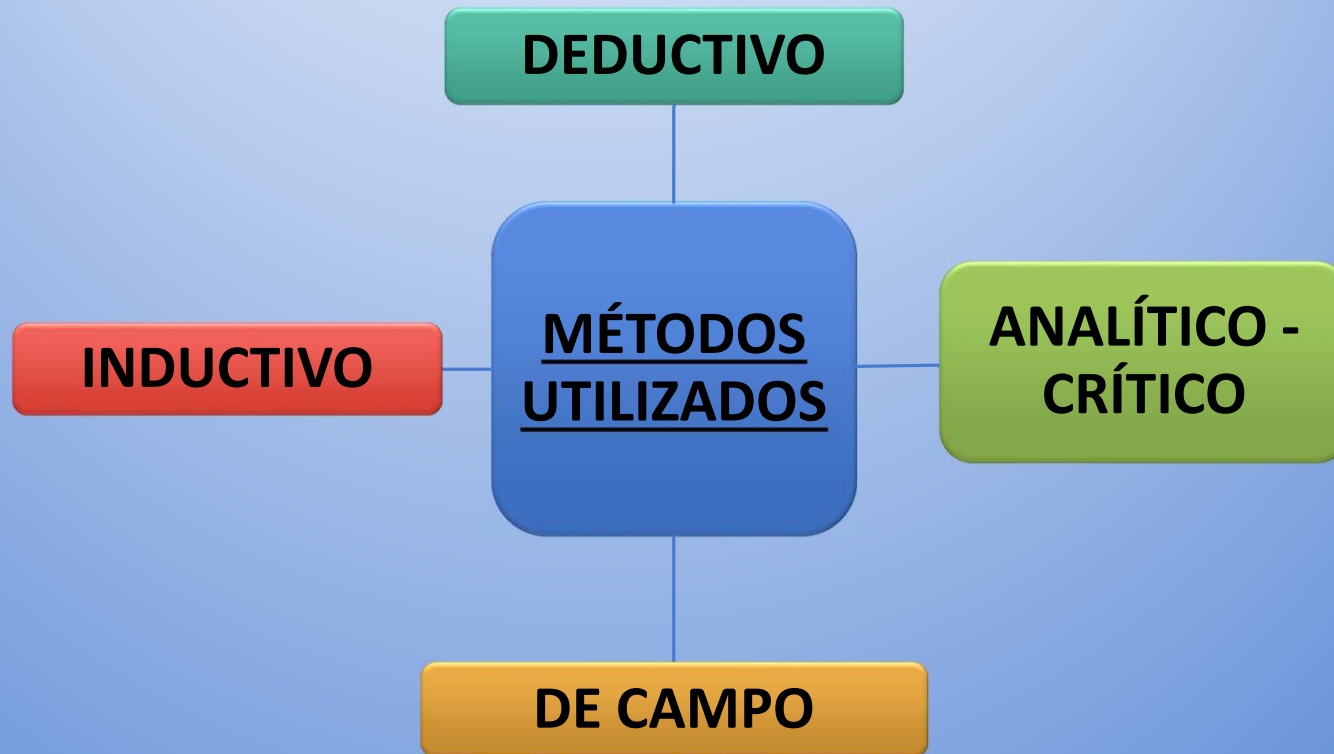 DEDUCTIVO
INDUCTIVO
MÉTODOS
UTILIZADOS
ANALÍTICO -
CRÍTICO
DE CAMPO